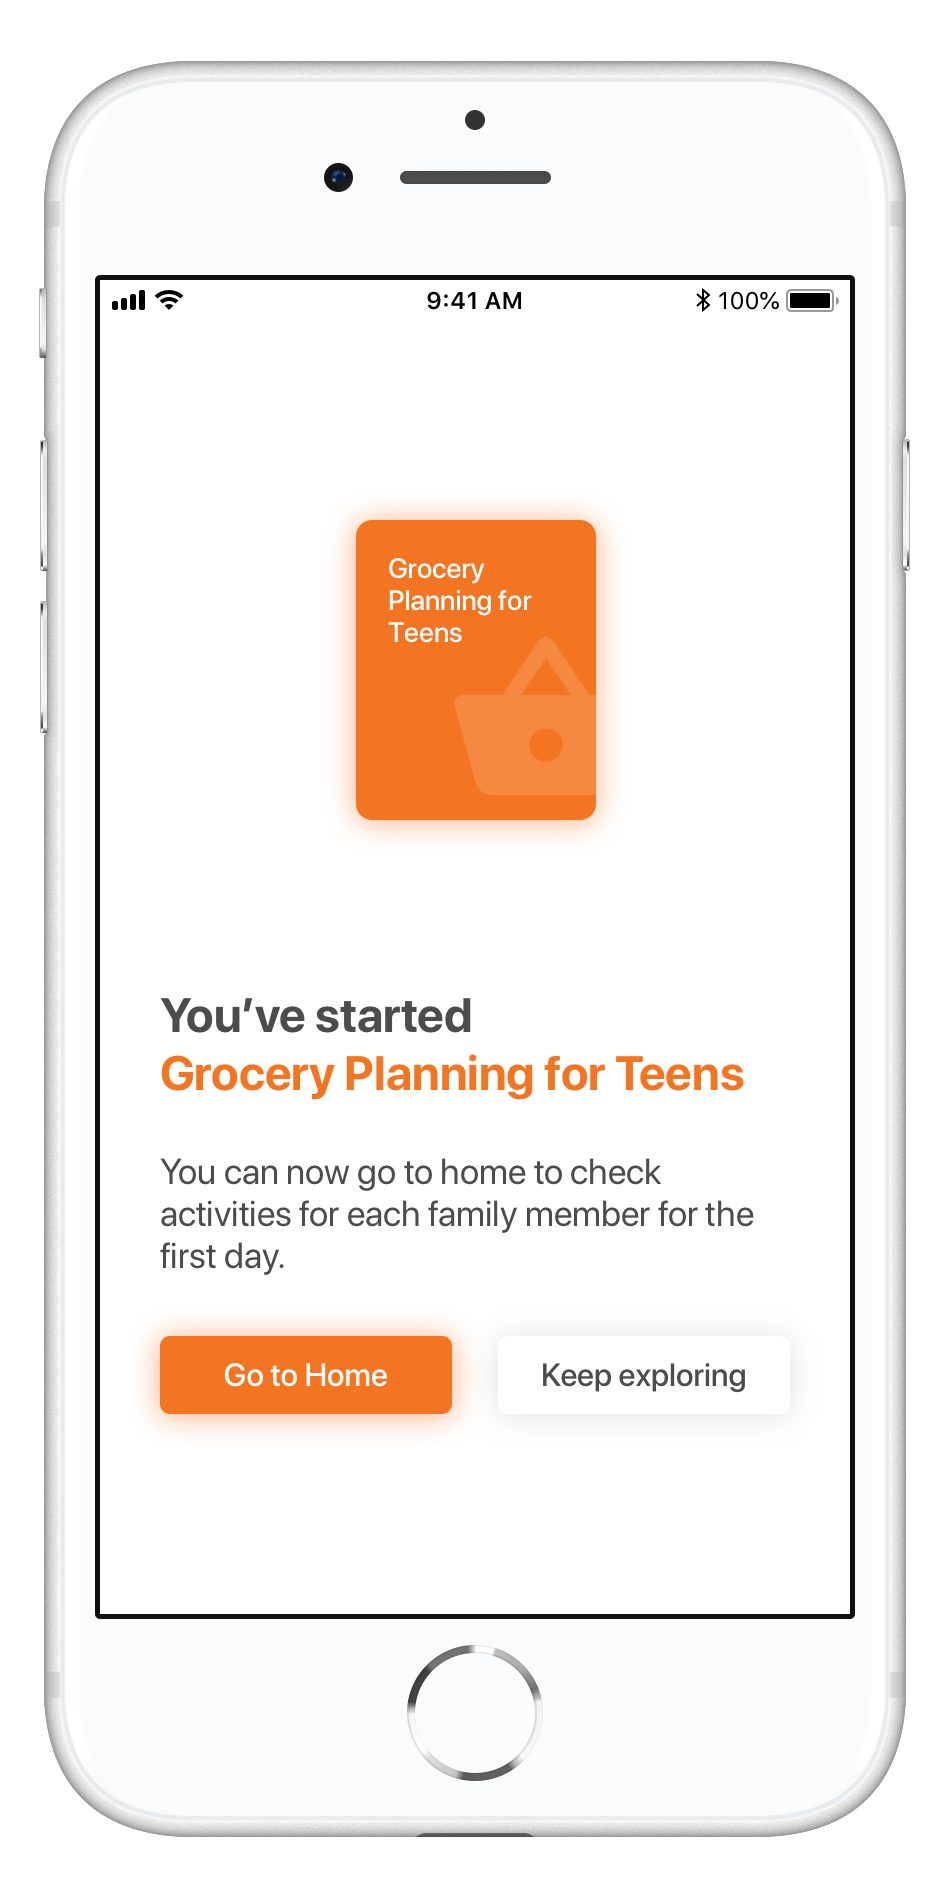 9:41 AM
100%
Grocery
Planning for
Teens
You’ve started
Grocery Planning for Teens
You can now go to home to check
activities for each family member for the
first day.
Go to Home
Keep exploring